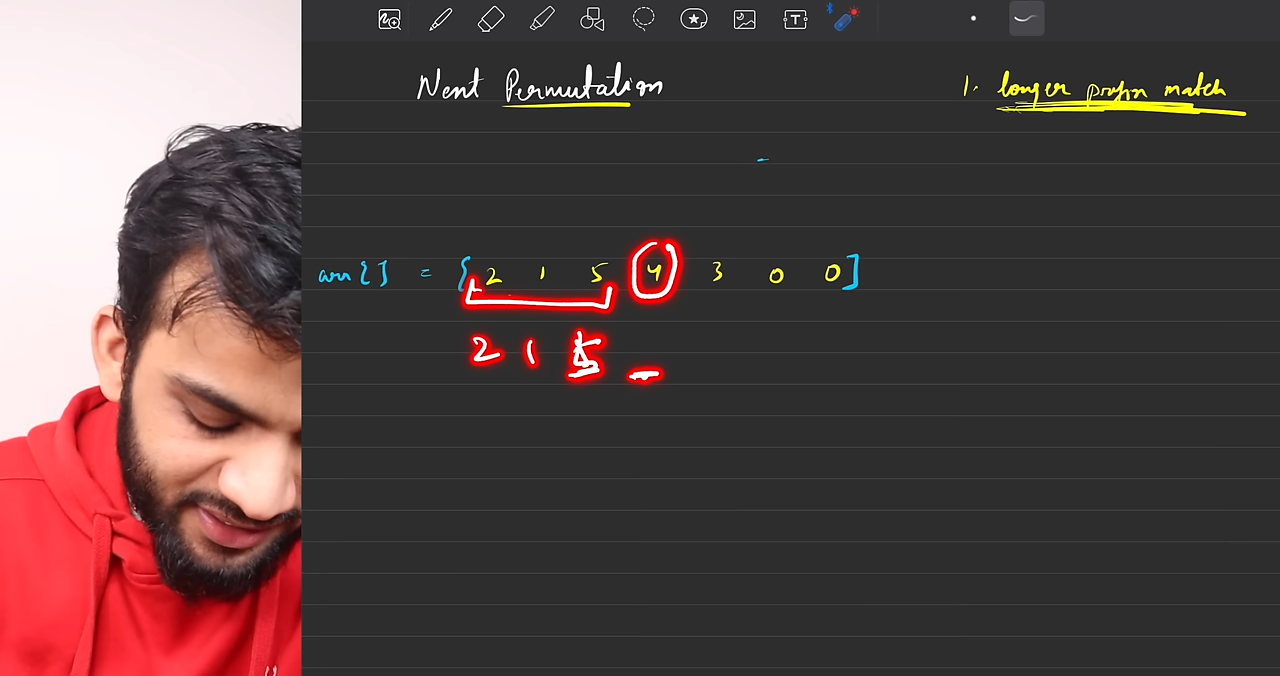 Next Permutation
1. longer prefix match
arr[] = [2 1 5 4 3 0 0]
2 1 5 _